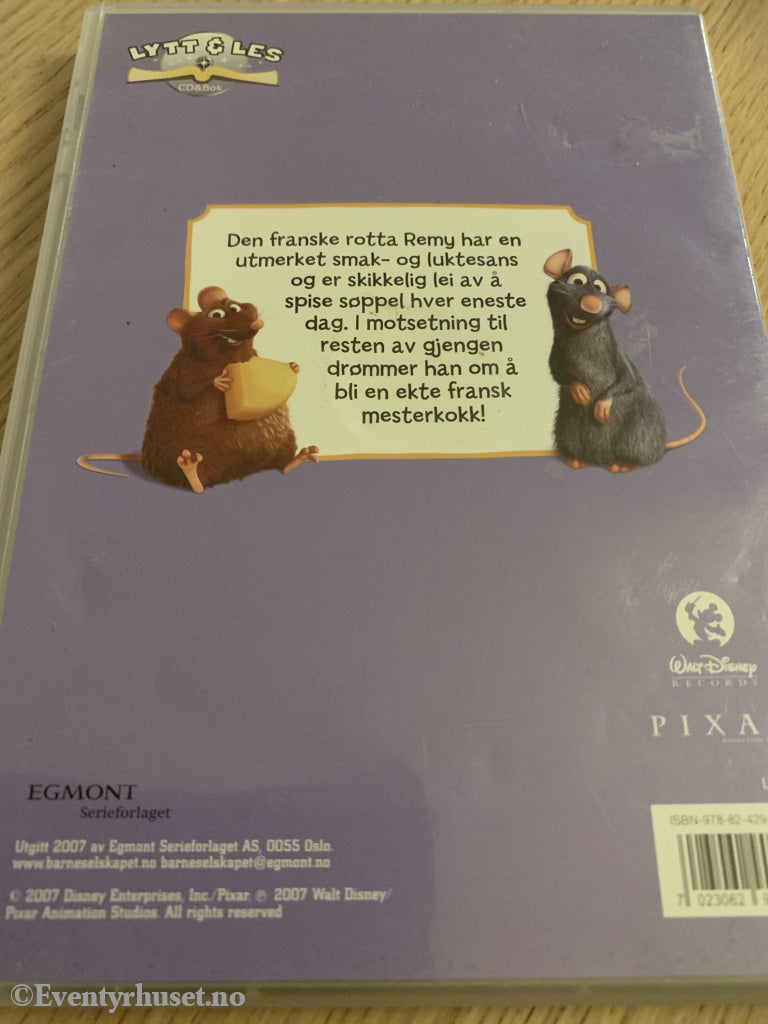 LYTT & LES
CD&Bok
Den franske rotta Remy har en
utmerket smak- og luktesans
og er skikkelig lei av å
spise søppel hver eneste
dag. I motsetning til
resten av gjengen
drømmer han om å
bli en ekte fransk
mesterkokk!
WALT DISNEY
RECORDS
PIXA
EGMONT
Serieforlaget
Utgitt 2007 av Egmont Serieforlaget AS, 0055 Oslo.
www.barneselskapet.no barneselskapet@egmont.no
© 2007 Disney Enterprises, Inc./Pixar. ℗ 2007 Walt Disney/
Pixar Animation Studios. All rights reserved
L
ISBN-978-82-429
7 023062 9
©Eventyrhuset.no